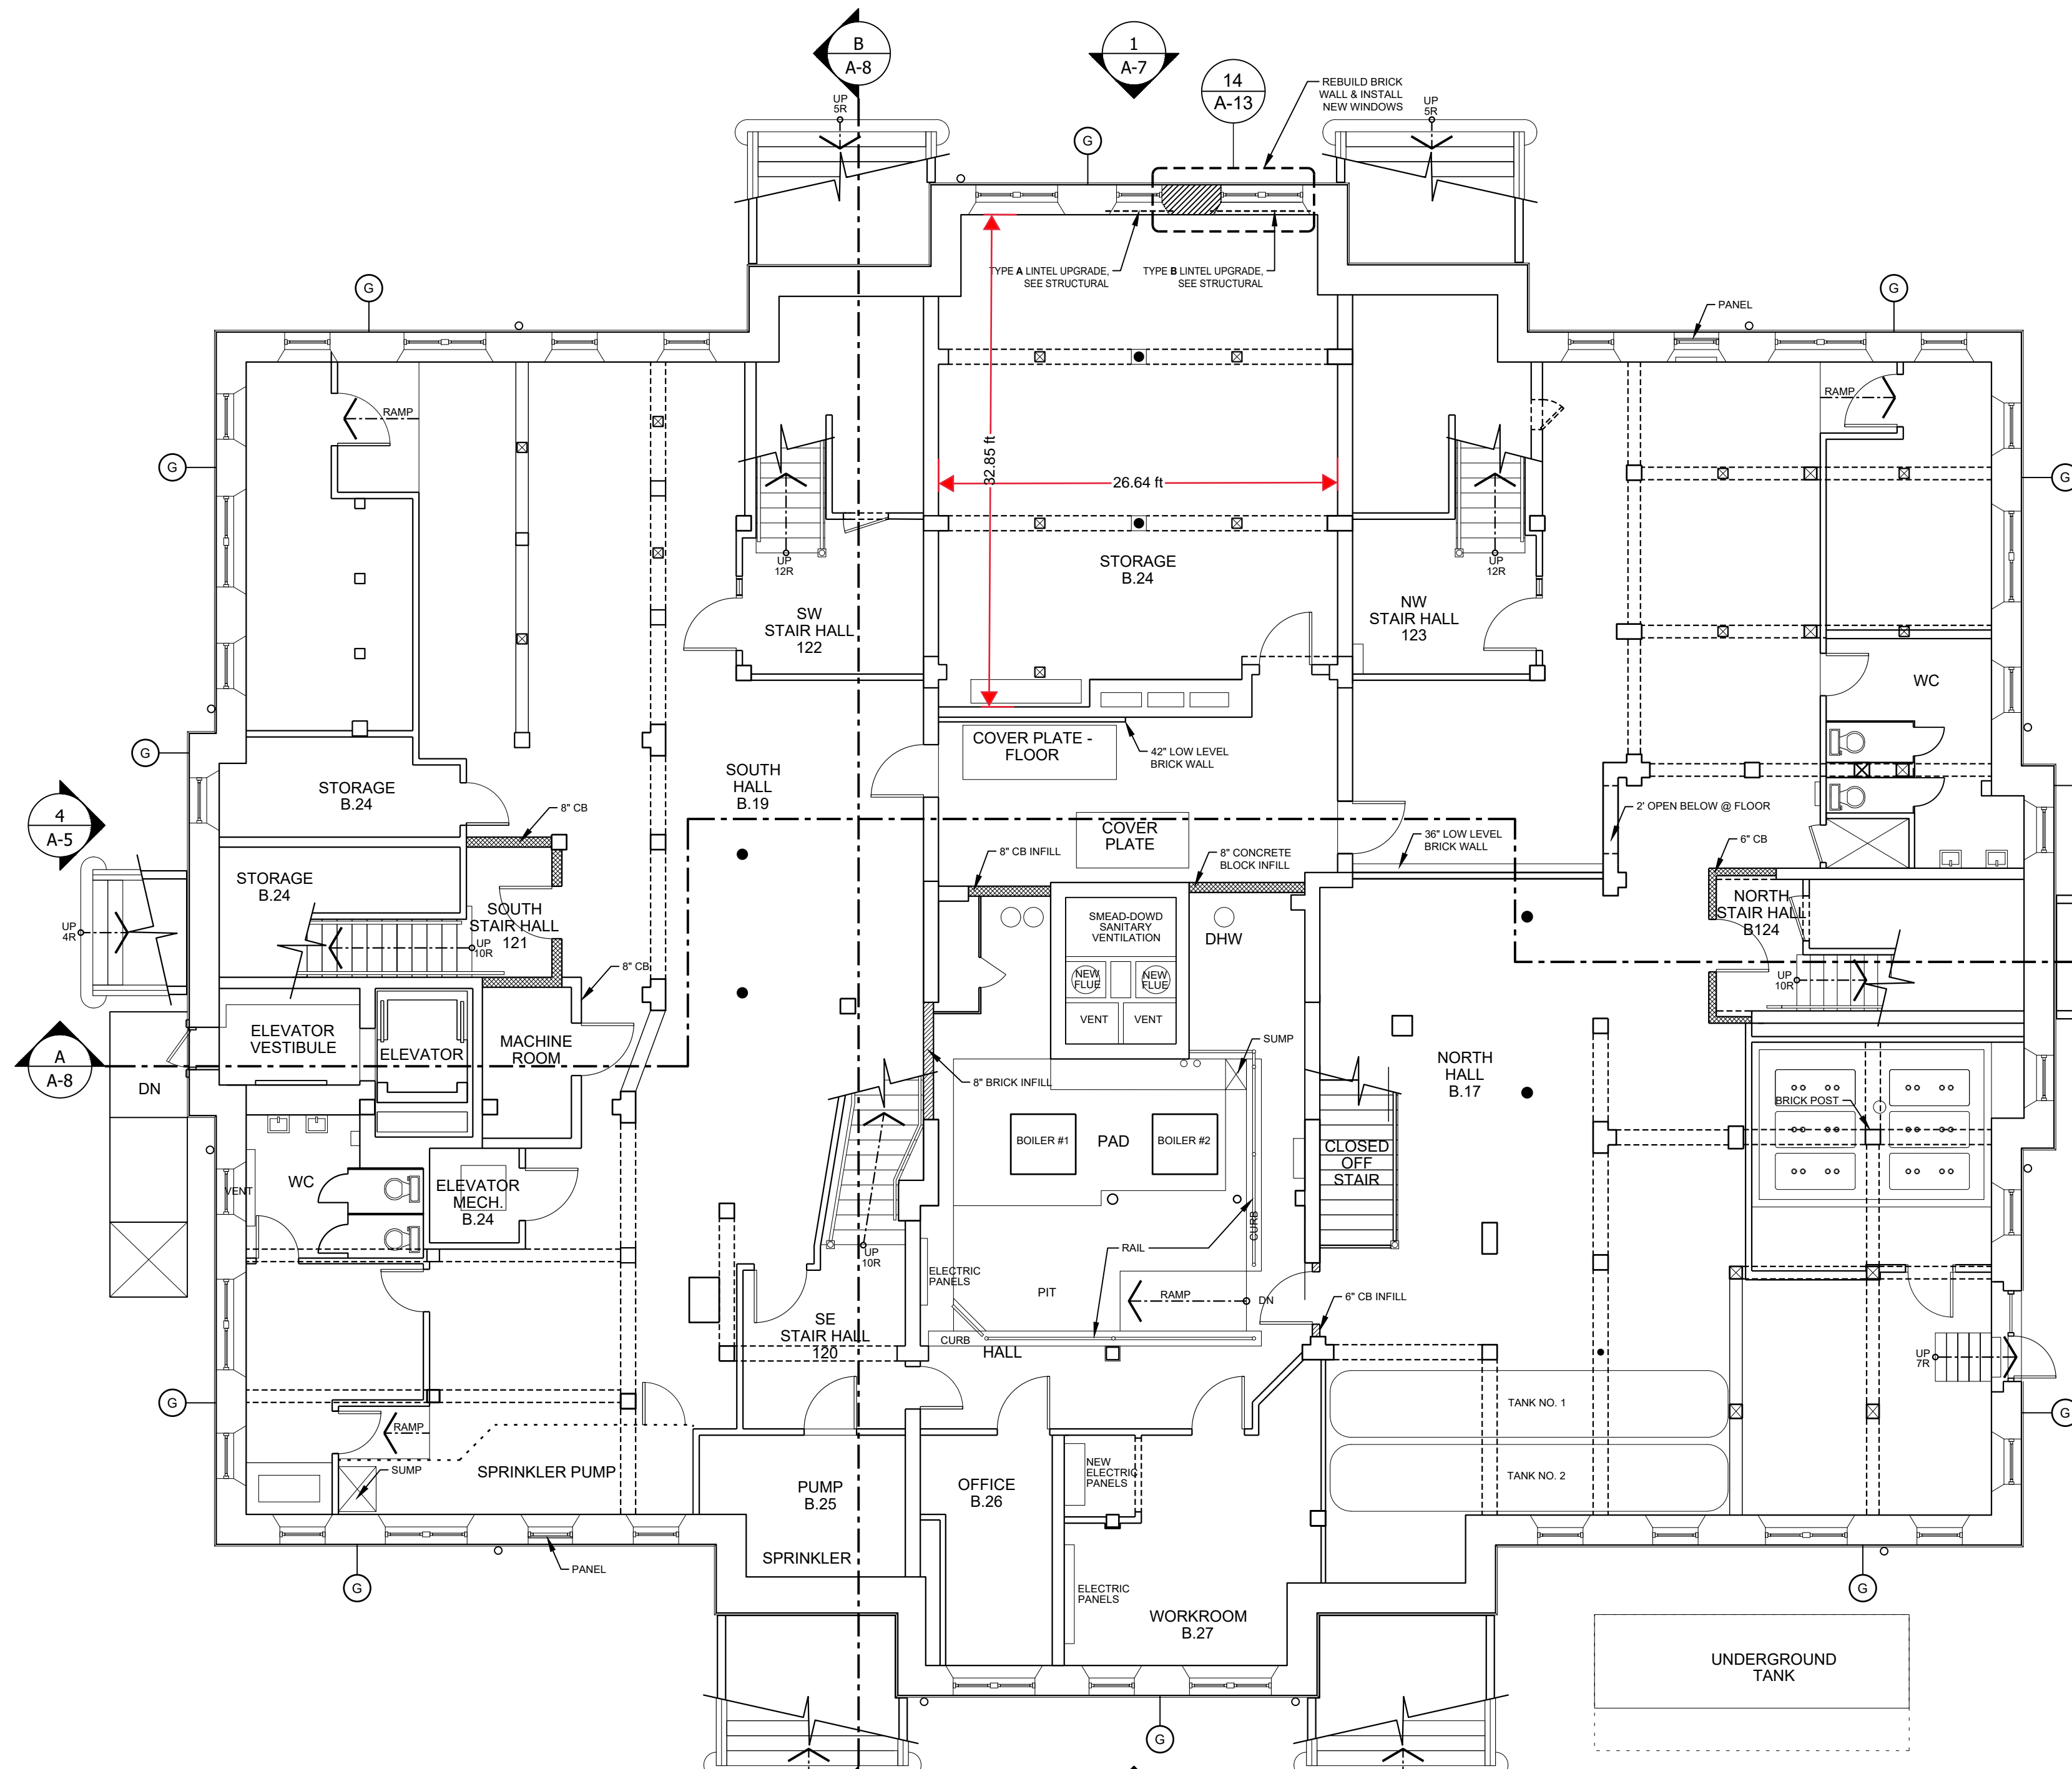 B
A-8
1
A-7
14
A-13
REBUILD BRICK
WALL & INSTALL
NEW WINDOWS
UP
5R
UP
5R
G
TYPE A LINTEL UPGRADE,
SEE STRUCTURAL
TYPE B LINTEL UPGRADE,
SEE STRUCTURAL
G
G
PANEL
RAMP
RAMP
32.85 ft
26.64 ft
G
G
UP
12R
UP
12R
STORAGE
B.24
SW
STAIR HALL
122
NW
STAIR HALL
123
WC
COVER PLATE -
FLOOR
42" LOW LEVEL
BRICK WALL
G
SOUTH
HALL
B.19
STORAGE
B.24
8" CB
4
A-5
2' OPEN BELOW @ FLOOR
COVER
PLATE
36" LOW LEVEL
BRICK WALL
6" CB
8" CB INFILL
8" CONCRETE
BLOCK INFILL
STORAGE
B.24
SOUTH
STAIR HALL
121
UP
10R
UP
4R
SMEAD-DOWD
SANITARY
VENTILATION
DHW
NORTH
STAIR HALL
B124
UP
10R
8" CB
NEW
FLUE
NEW
FLUE
VENT
VENT
ELEVATOR
VESTIBULE
ELEVATOR
MACHINE
ROOM
SUMP
A
A-8
DN
NORTH
HALL
B.17
8" BRICK INFILL
BRICK POST
BOILER #1
PAD
BOILER #2
CLOSED
OFF
STAIR
WC
VENT
ELEVATOR
MECH.
B.24
CURB
RAIL
UP
10R
ELECTRIC
PANELS
PIT
RAMP
DN
6" CB INFILL
SE
STAIR HALL
120
CURB
HALL
UP
7R
G
G
TANK NO. 1
RAMP
SUMP
SPRINKLER PUMP
PUMP
B.25
OFFICE
B.26
NEW
ELECTRIC
PANELS
TANK NO. 2
SPRINKLER
PANEL
G
G
ELECTRIC
PANELS
WORKROOM
B.27
UNDERGROUND
TANK
G